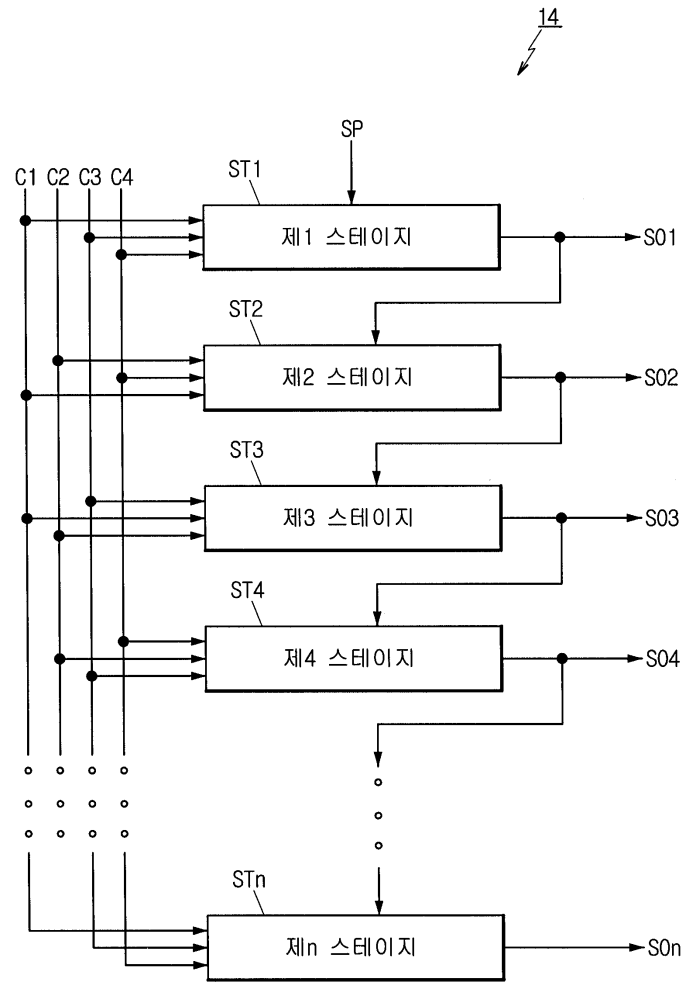 14
SP
C1 C2 C3 C4
ST1
제1 스테이지
SO1
ST2
제2 스테이지
SO2
ST3
제3 스테이지
SO3
ST4
제4 스테이지
SO4
STn
제n 스테이지
SOn